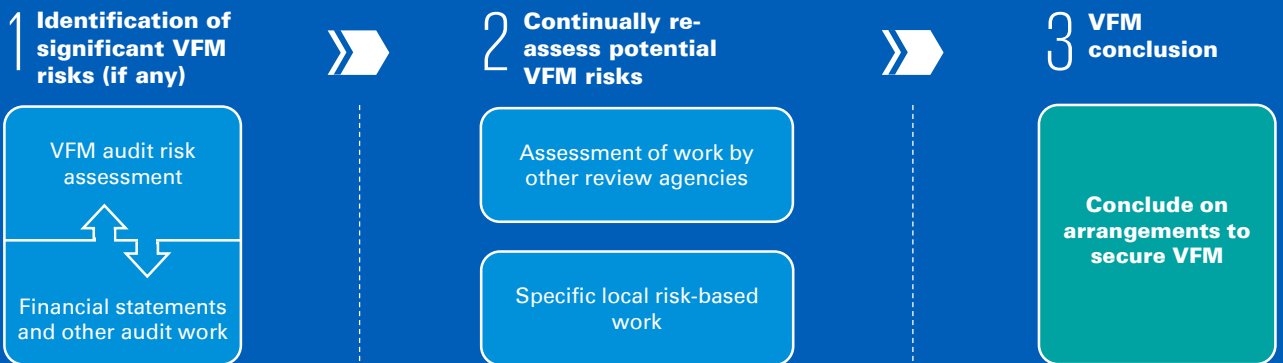 1 Identification of
significant VFM
risks (if any)
2 Continually re-
assess potential
VFM risks
3 VFM
conclusion
VFM audit risk
assessment
Financial statements
and other audit work
Assessment of work by
other review agencies
Specific local risk-based
work
Conclude on
arrangements to
secure VFM